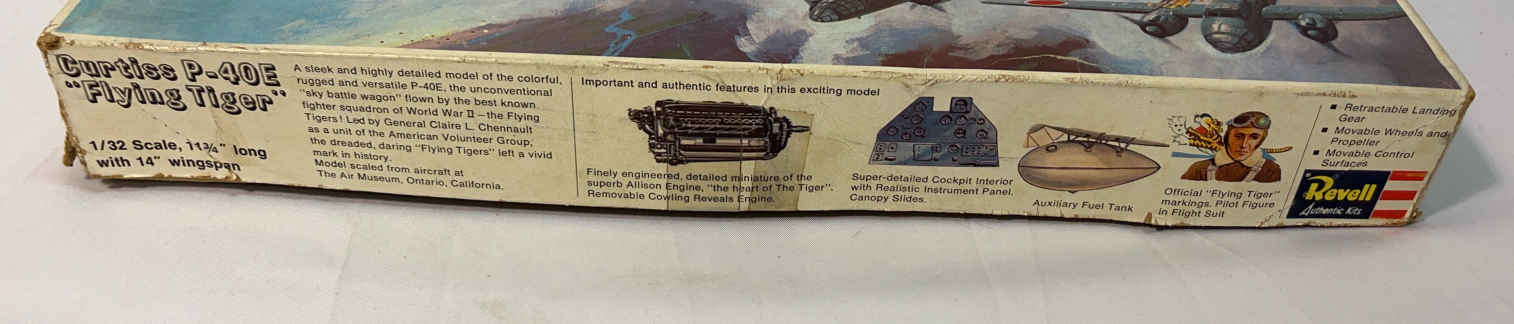 Curtiss P-40E
"Flying Tiger"
1/32 Scale, 11¾" long
with 14" wingspan
A sleek and highly detailed model of the colorful,
rugged and versatile P-40E, the unconventional
"sky battle wagon" flown by the best known
fighter squadron of World War II—the Flying
Tigers! Led by General Claire L. Chennault
as a unit of the American Volunteer Group,
the dreaded, daring "Flying Tigers" left a vivid
mark in history.
Model scaled from aircraft at
The Air Museum, Ontario, California.
Important and authentic features in this exciting model
Finely engineered, detailed miniature of the
superb Allison Engine, "the heart of The Tiger".
Removable Cowling Reveals Engine.
Super-detailed Cockpit Interior
with Realistic Instrument Panel.
Canopy Slides.
Auxiliary Fuel Tank
Official "Flying Tiger"
markings. Pilot Figure
in Flight Suit
■ Retractable Landing
Gear
■ Movable Wheels and
Propeller
■ Movable Control
Surfaces
Revell
Authentic Kits